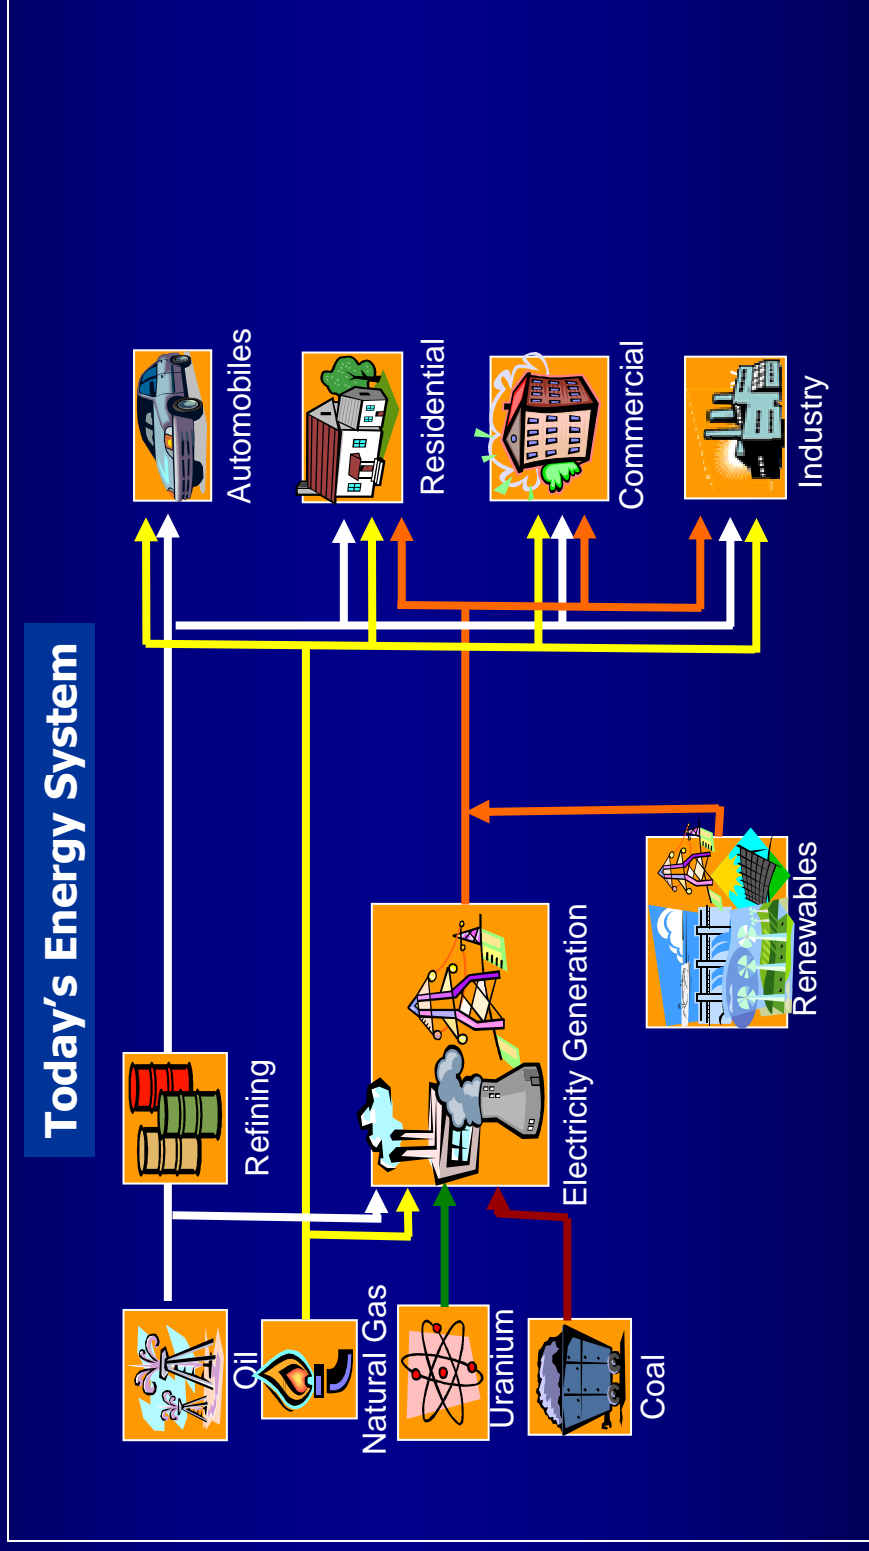 Today’s Energy System
Oil
Refining
Automobiles
Natural Gas
Residential
Uranium
Electricity Generation
Commercial
Coal
Renewables
Industry